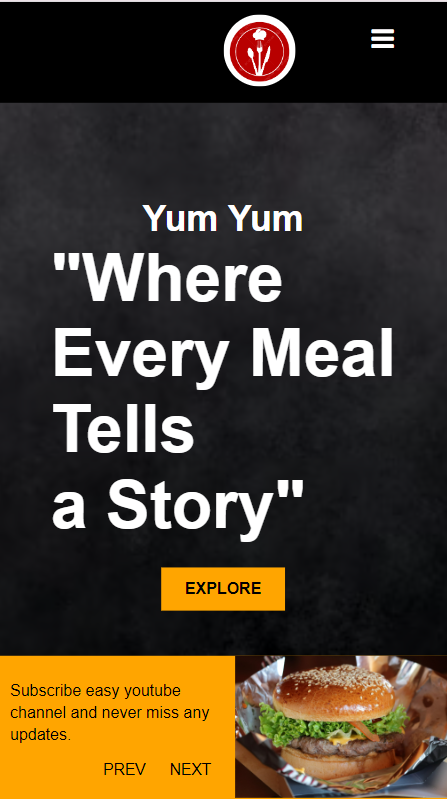 Yum Yum
"Where
Every Meal
Tells
a Story"
EXPLORE
Subscribe easy youtube
channel and never miss any
updates.
PREV NEXT